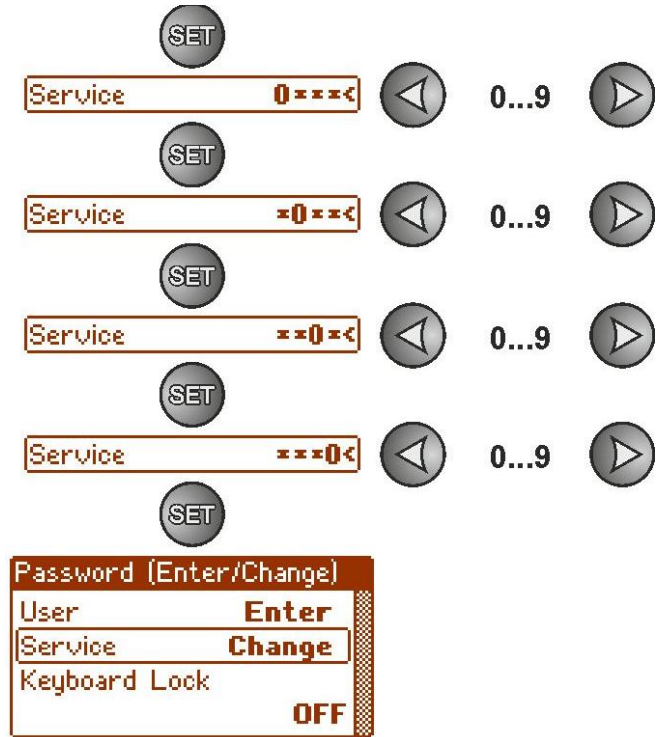 SET
Service 0***< 0...9
SET
Service *0**< 0...9
SET
Service **0*< 0...9
SET
Service ***0< 0...9
SET
Password (Enter/Change)
User Enter
Service Change
Keyboard Lock
OFF